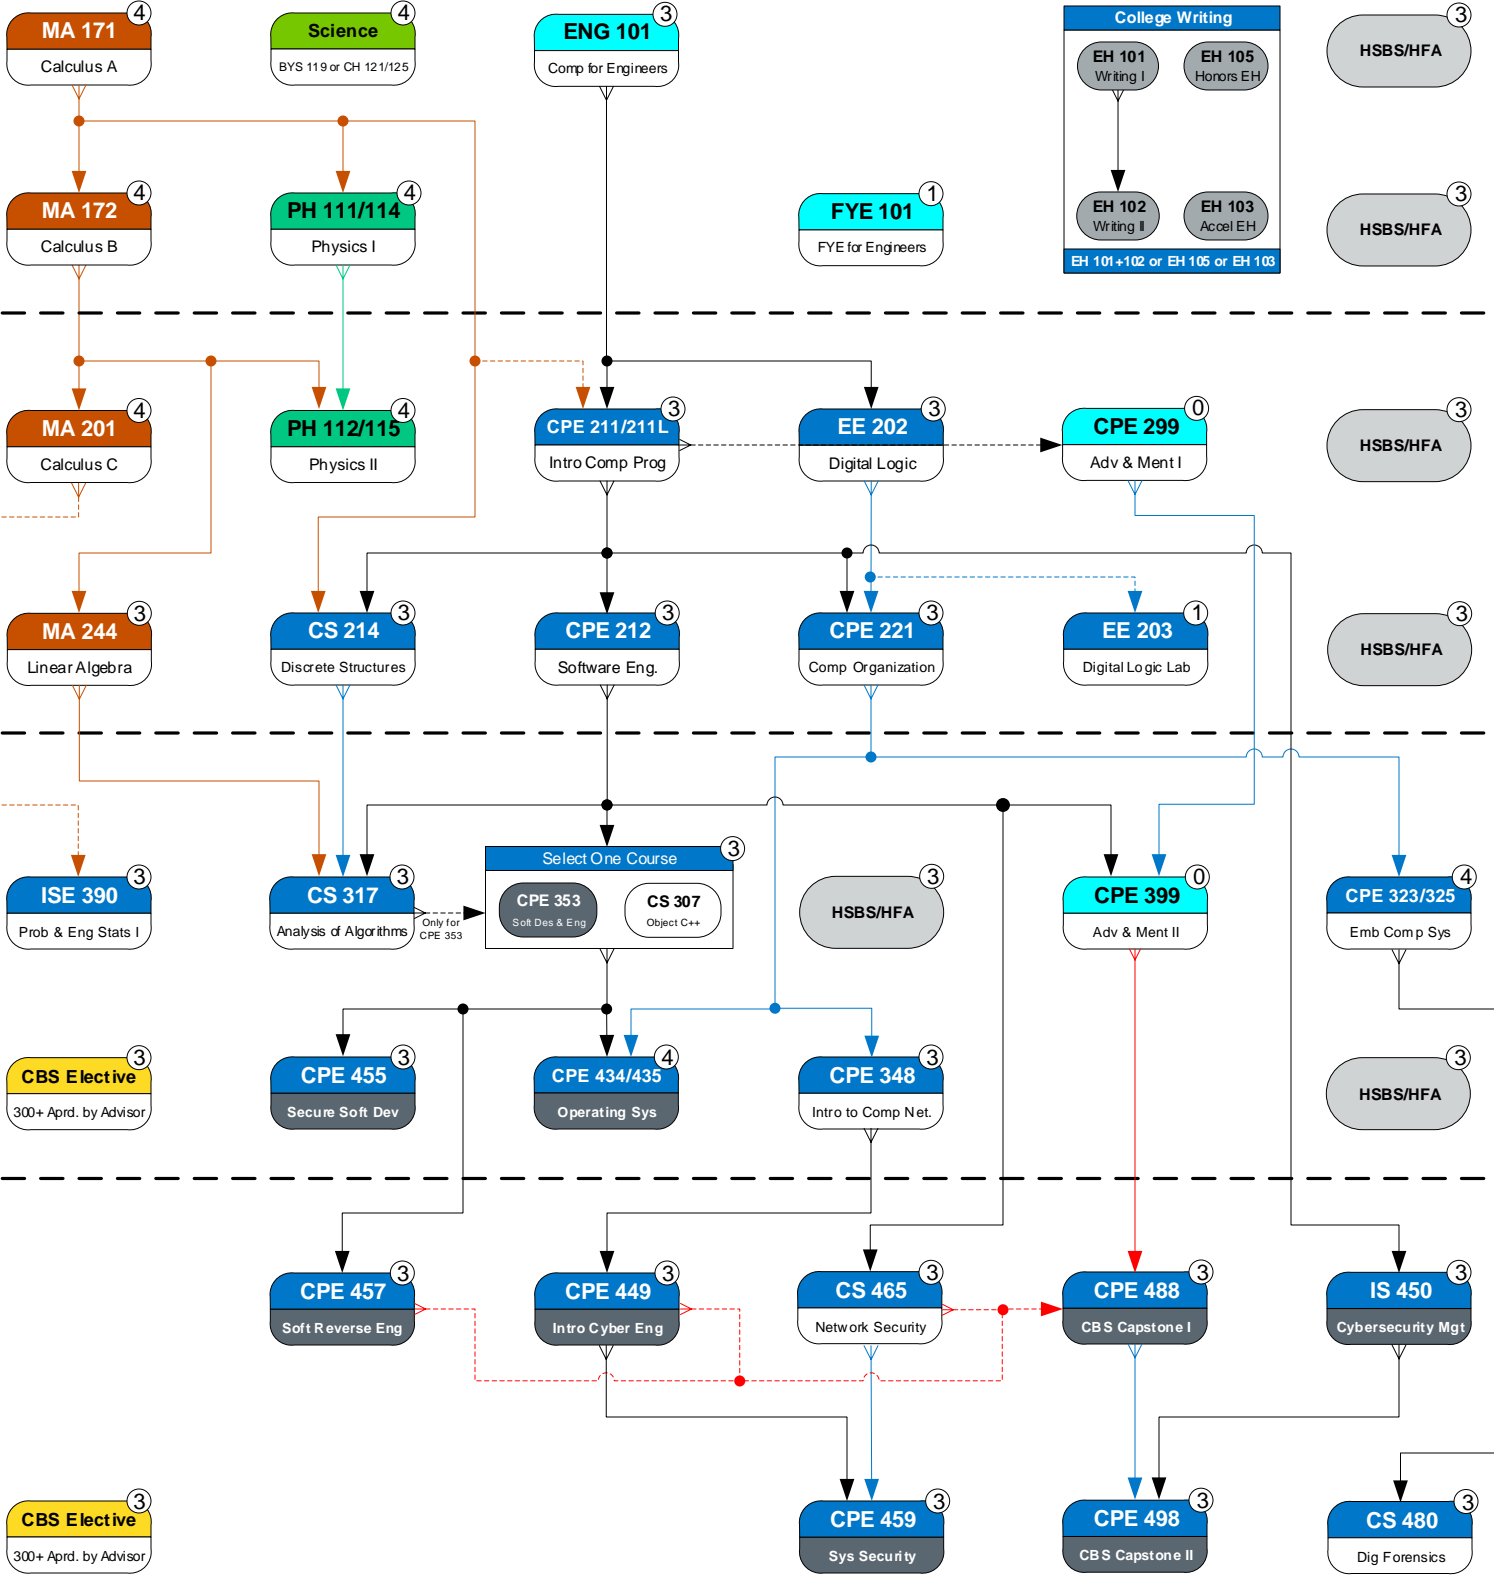 MA 171
4
Calculus A
Science
4
BYS 119 or CH 121/125
ENG 101
3
Comp for Engineers
College Writing
EH 101
Writing I
EH 105
Honors EH
EH 102
Writing II
EH 103
Accel EH
EH 101+102 or EH 105 or EH 103
HSBS/HFA
3
MA 172
4
Calculus B
PH 111/114
4
Physics I
FYE 101
1
FYE for Engineers
HSBS/HFA
3
MA 201
4
Calculus C
PH 112/115
4
Physics II
CPE 211/211L
3
Intro Comp Prog
EE 202
3
Digital Logic
CPE 299
0
Adv & Ment I
HSBS/HFA
3
MA 244
3
Linear Algebra
CS 214
3
Discrete Structures
CPE 212
3
Software Eng.
CPE 221
3
Comp Organization
EE 203
1
Digital Logic Lab
HSBS/HFA
3
ISE 390
3
Prob & Eng Stats I
CS 317
3
Analysis of Algorithms
Only for
CPE 353
Select One Course
3
CPE 353
Soft Des & Eng
CS 307
Object C++
HSBS/HFA
3
CPE 399
0
Adv & Ment II
CPE 323/325
4
Emb Comp Sys
CBS Elective
3
300+ Aprd. by Advisor
CPE 455
3
Secure Soft Dev
CPE 434/435
4
Operating Sys
CPE 348
3
Intro to Comp Net.
HSBS/HFA
3
CPE 457
3
Soft Reverse Eng
CPE 449
3
Intro Cyber Eng
CS 465
3
Network Security
CPE 488
3
CBS Capstone I
IS 450
3
Cybersecurity Mgt
CBS Elective
3
300+ Aprd. by Advisor
CPE 459
3
Sys Security
CPE 498
3
CBS Capstone II
CS 480
3
Dig Forensics